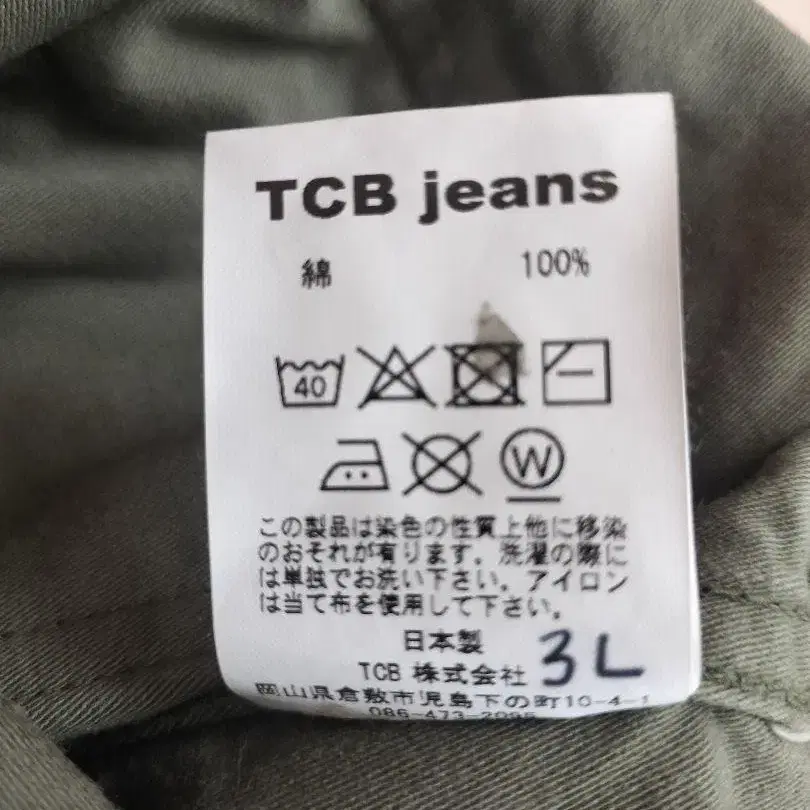 TCB jeans
綿 100%
40
W
この製品は染色の性質上他に移染
のおそれが有ります。洗濯の際に
は単独でお洗い下さい。アイロン
は当て布を使用して下さい。
日本製
TCB 株式会社 3L
岡山県倉敷市児島下の町10-4-1
086-473-2095